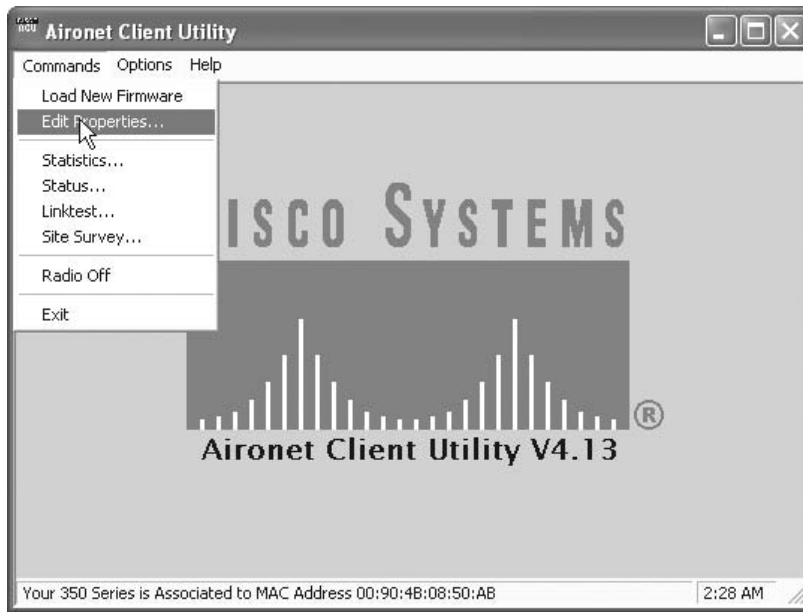 Aironet Client Utility
Commands Options Help
Load New Firmware
Edit Properties...
Statistics...
Status...
Linktest...
Site Survey...
Radio Off
Exit
ISCO SYSTEMS
®
Aironet Client Utility V4.13
Your 350 Series is Associated to MAC Address 00:90:4B:08:50:AB
2:28 AM